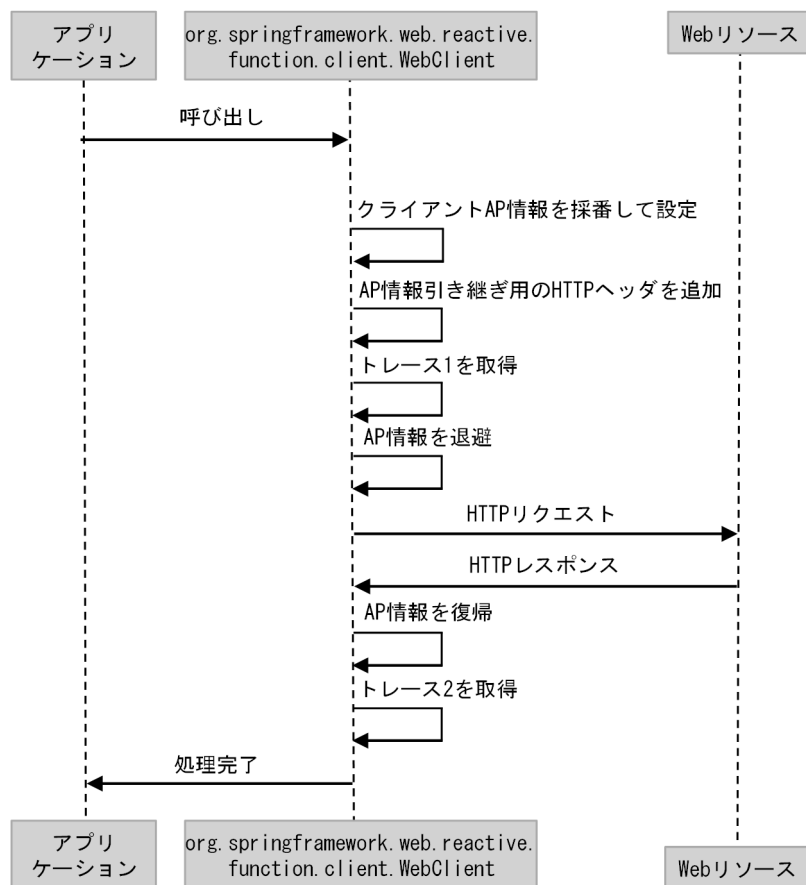 アプリ
ケーション
org.springframework.web.reactive.
function.client.WebClient
Webリソース
呼び出し
クライアントAP情報を採番して設定
AP情報引き継ぎ用のHTTPヘッダを追加
トレース1を取得
AP情報を退避
HTTPリクエスト
HTTPレスポンス
AP情報を復帰
トレース2を取得
処理完了
アプリ
ケーション
org.springframework.web.reactive.
function.client.WebClient
Webリソース